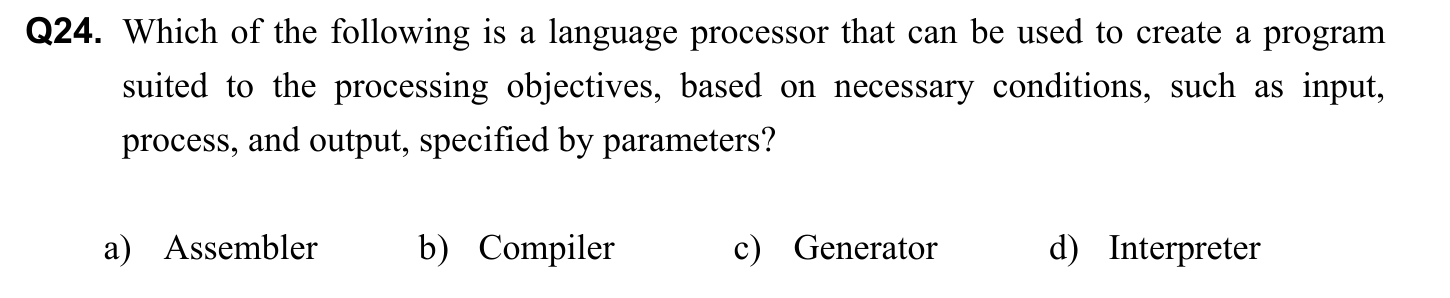 Q24. Which of the following is a language processor that can be used to create a program
suited to the processing objectives, based on necessary conditions, such as input,
process, and output, specified by parameters?
a) Assembler b) Compiler c) Generator d) Interpreter